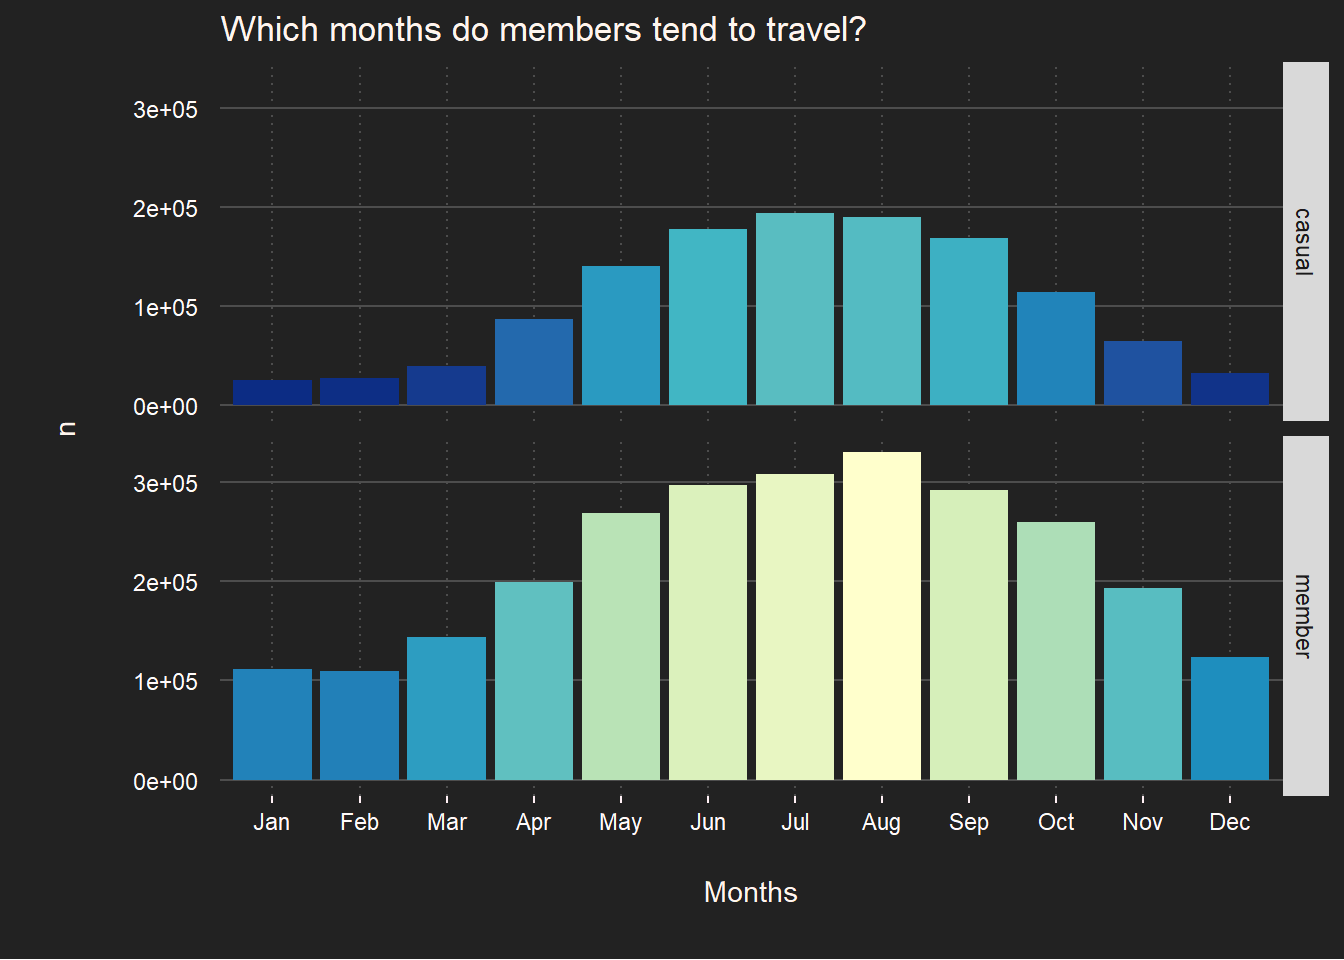 Which months do members tend to travel?
3e+05
2e+05
1e+05
0e+00
casual
n
3e+05
2e+05
1e+05
0e+00
member
Jan Feb Mar Apr May Jun Jul Aug Sep Oct Nov Dec
Months